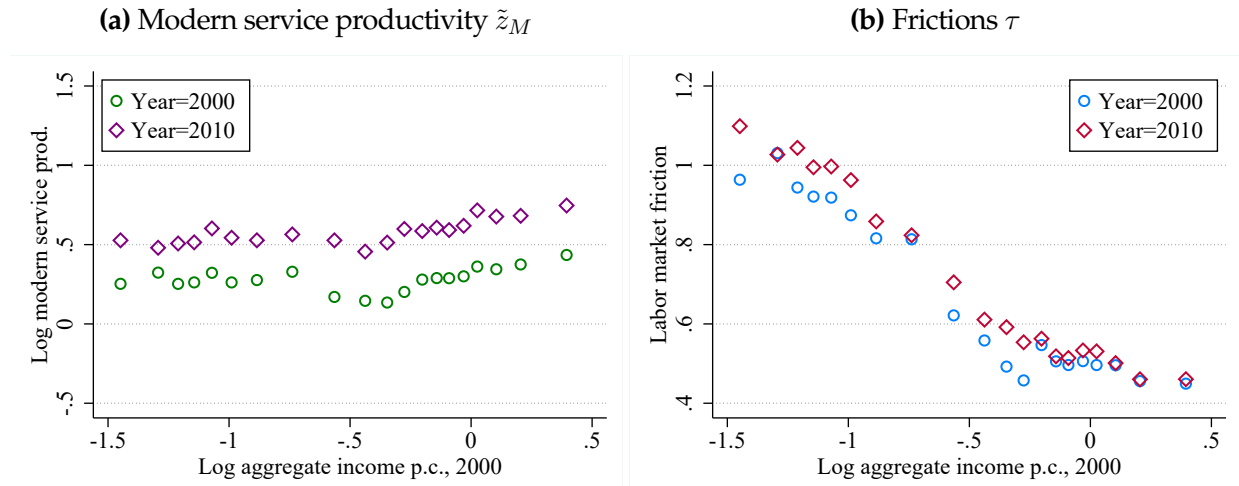 (a) Modern service productivity z̃_M
Log modern service prod.
1.5
1
.5
0
-.5
Year=2000
Year=2010
-1.5 -1 -.5 0 .5
Log aggregate income p.c., 2000
(b) Frictions τ
Labor market friction
1.2
1
.8
.6
.4
Year=2000
Year=2010
-1.5 -1 -.5 0 .5
Log aggregate income p.c., 2000